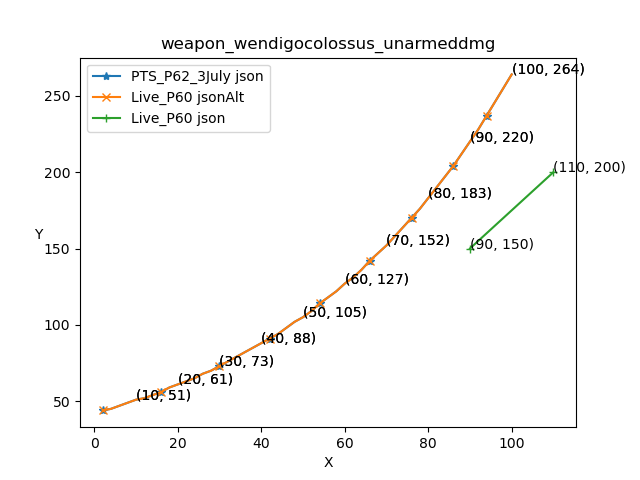 weapon_wendigocolossus_unarmeddmg
PTS_P62_3July json
Live_P60 jsonAlt
Live_P60 json
(100, 264)
(90, 220)
(110, 200)
(80, 183)
(70, 152)
(90, 150)
(60, 127)
(50, 105)
(40, 88)
(30, 73)
(20, 61)
(10, 51)
250
200
150
100
50
Y
0 20 40 60 80 100
X